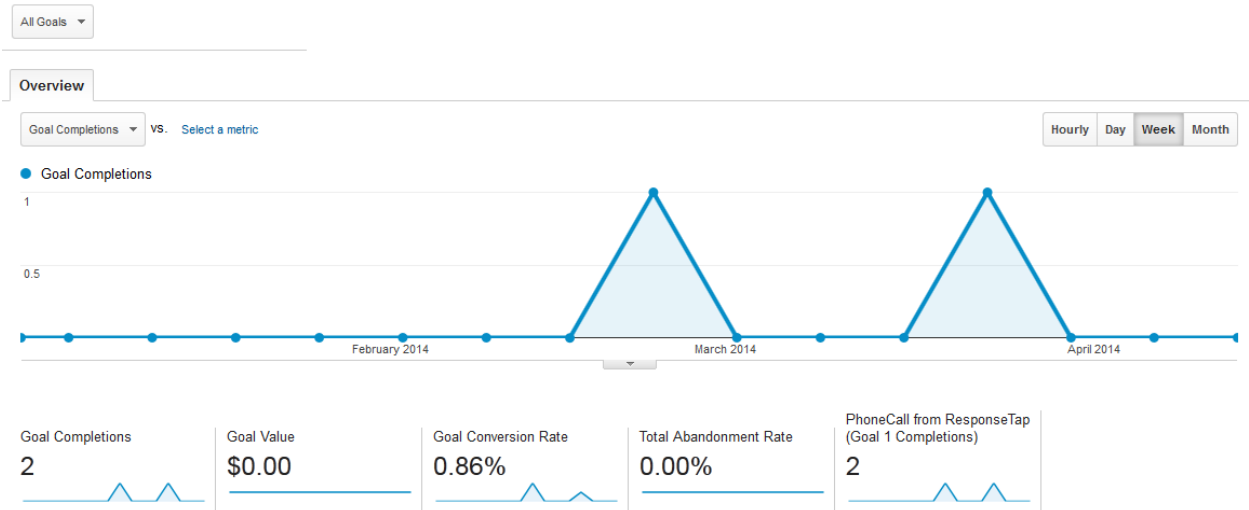 All Goals
Overview
Goal Completions VS. Select a metric
Hourly Day Week Month
Goal Completions
1
0.5
February 2014 March 2014 April 2014
PhoneCall from ResponseTap
Goal Completions Goal Value Goal Conversion Rate Total Abandonment Rate (Goal 1 Completions)
2 $0.00 0.86% 0.00% 2